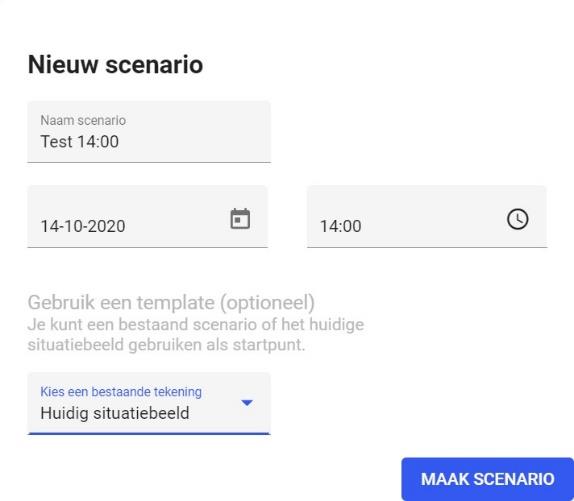 Nieuw scenario
Naam scenario
Test 14:00
14-10-2020
14:00
Gebruik een template (optioneel)
Je kunt een bestaand scenario of het huidige
situatiebeeld gebruiken als startpunt.
Kies een bestaande tekening
Huidig situatiebeeld
MAAK SCENARIO